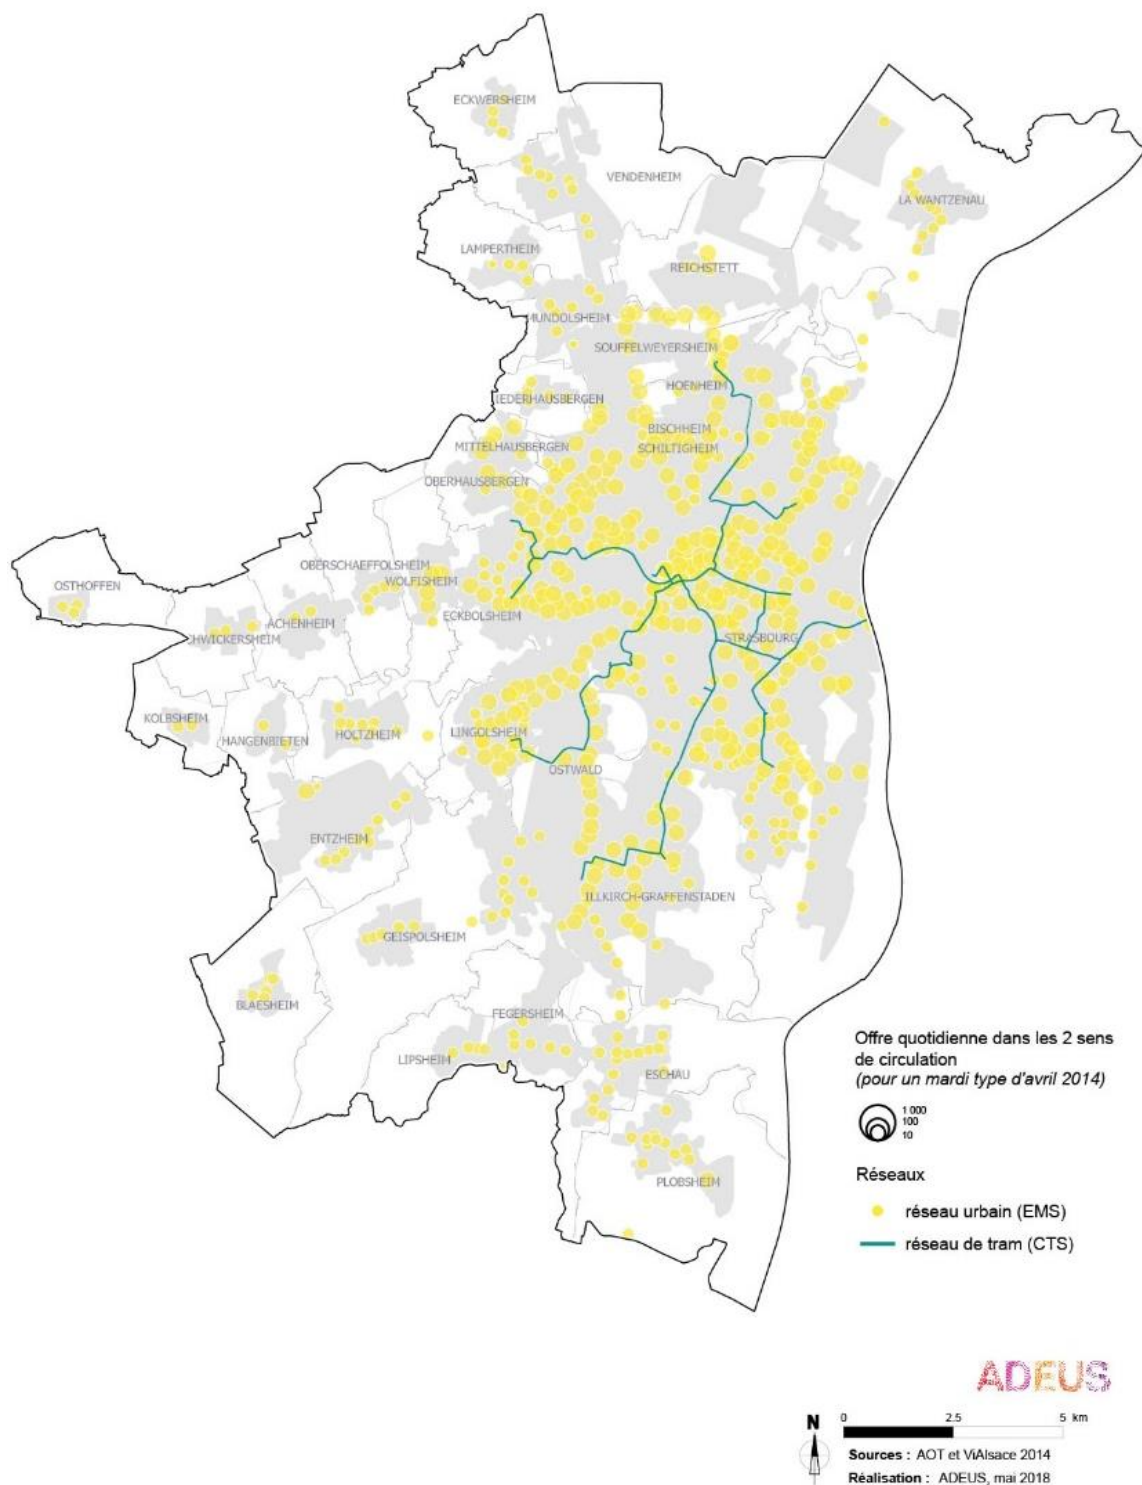 ECKWERSHEIM
VENDENHEIM
LA WANTZENAU
LAMPERTHEIM
REICHSTETT
MUNDOLSHEIM
SOUFFELWEYERSHEIM
HOENHEIM
IEDERHAUSBERGEN
BISCHHEIM
MITTELHAUSBERGEN
SCHILTIGHEIM
OBERHAUSBERGEN
OBERSCHAEFFOLSHEIM
WOLFISHEIM
OSTHOFFEN
ECKBOLSHEIM
ACHENHEIM
CHWICKERSHEIM
STRASBOURG
KOLBSHEIM
HANGENBIETEN
HOLTZHEIM
LINGOLSHEIM
OSTWALD
ENTZHEIM
ILLKIRCH-GRAFFENSTADEN
GEISPOLSHEIM
BLAESHEIM
FEGERSHEIM
LIPSHEIM
ESCHAU
PLOBSHEIM
Offre quotidienne dans les 2 sens
de circulation
(pour un mardi type d'avril 2014)
1 000
100
10
Réseaux
réseau urbain (EMS)
réseau de tram (CTS)
ADEUS
N
0 2.5 5 km
Sources : AOT et ViAlsace 2014
Réalisation : ADEUS, mai 2018